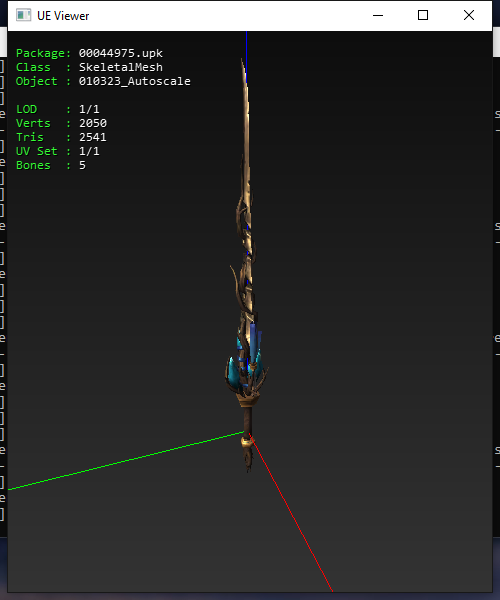 UE Viewer
Package: 00044975.upk
Class  : SkeletalMesh
Object : 010323_Autoscale
LOD    : 1/1
Verts  : 2050
Tris   : 2541
UV Set : 1/1
Bones  : 5